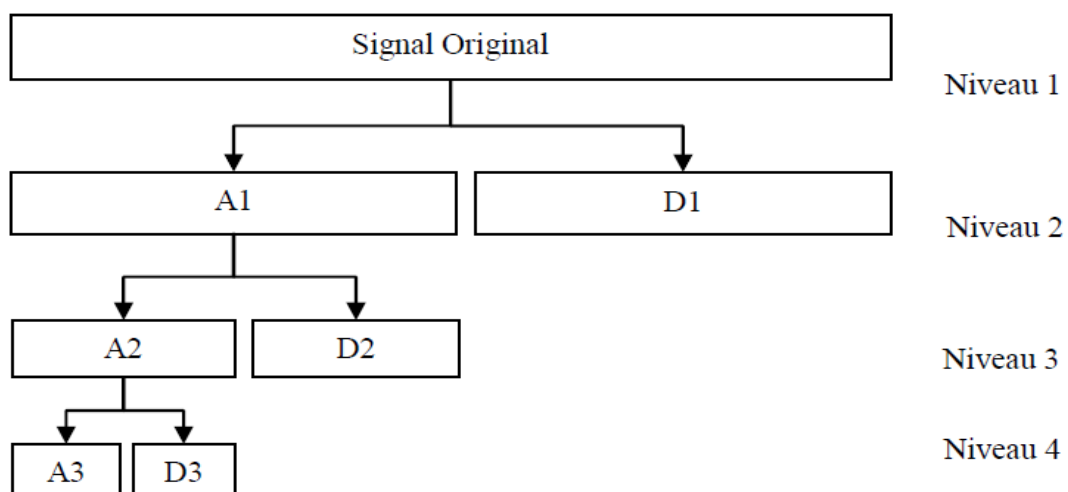 Signal Original
Niveau 1
A1
D1
Niveau 2
A2
D2
Niveau 3
A3
D3
Niveau 4